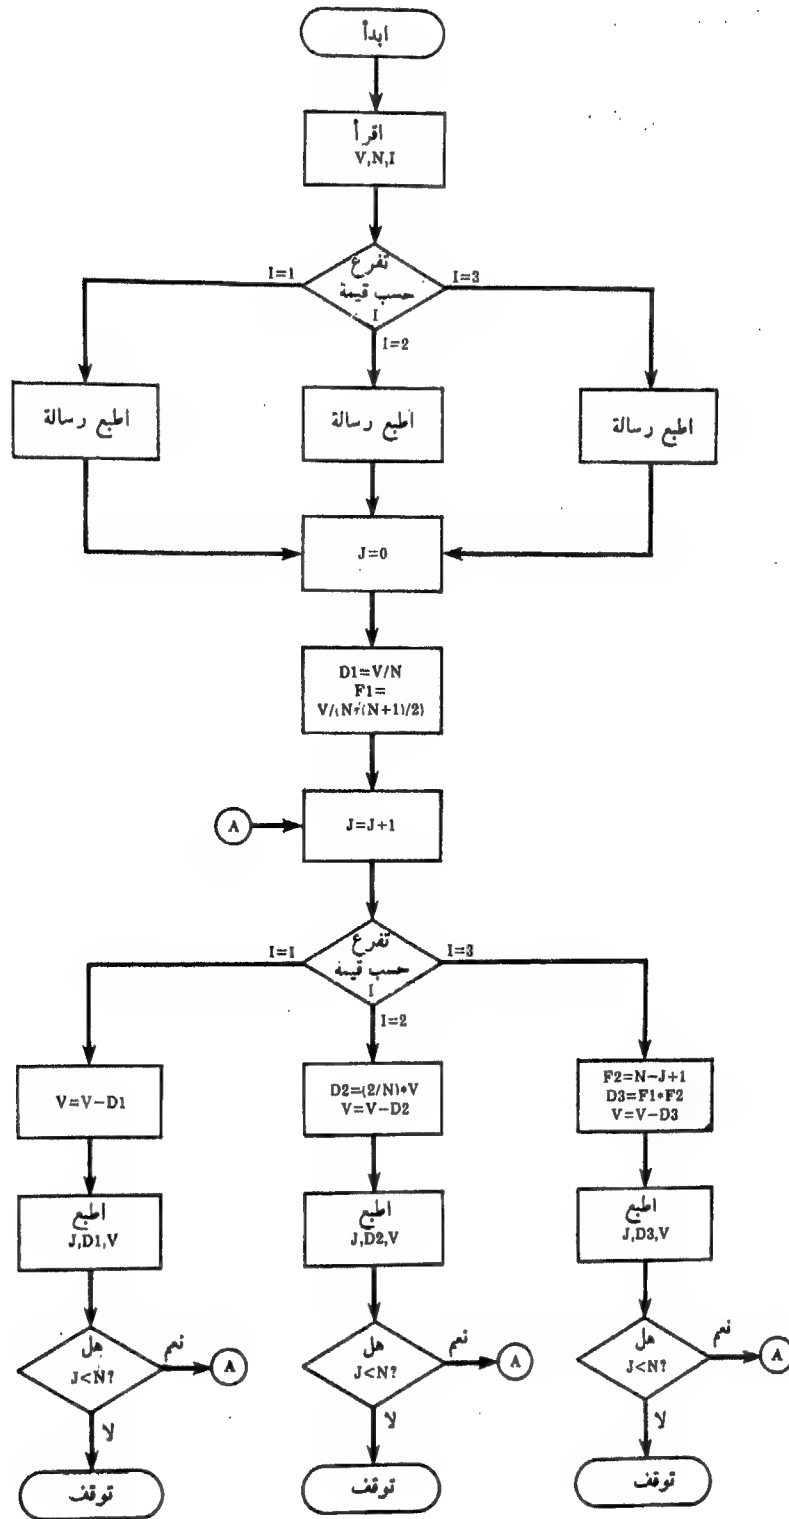 ابدأ
اقرأ
V,N,I
تفرع
حسب قيمة
I
I=1
I=3
I=2
اطبع رسالة
اطبع رسالة
اطبع رسالة
J=0
D1=V/N
F1=
V/(N*(N+1)/2)
A
J=J+1
تفرع
حسب قيمة
I
I=1
I=3
I=2
V=V-D1
D2=(2/N)*V
V=V-D2
F2=N-J+1
D3=F1*F2
V=V-D3
اطبع
J,D1,V
اطبع
J,D2,V
اطبع
J,D3,V
هل
J<N?
نعم
A
لا
هل
J<N?
نعم
A
لا
هل
J<N?
نعم
A
لا
توقف
توقف
توقف